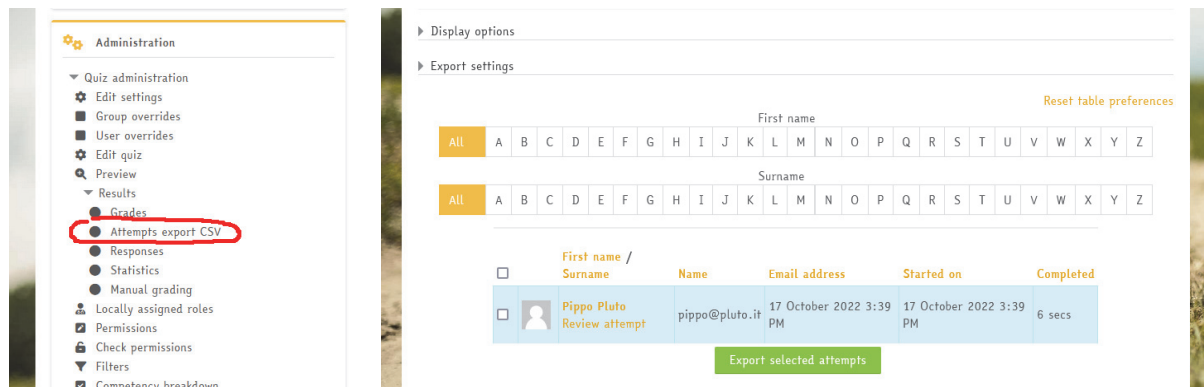 Administration
Quiz administration
Edit settings
Group overrides
User overrides
Edit quiz
Preview
Results
Grades
Attempts export CSV
Responses
Statistics
Manual grading
Locally assigned roles
Permissions
Check permissions
Filters
Competency breakdown
Display options
Export settings
Reset table preferences
First name
All A B C D E F G H I J K L M N O P Q R S T U V W X Y Z
Surname
All A B C D E F G H I J K L M N O P Q R S T U V W X Y Z
First name /
Surname Name Email address Started on Completed
Pippo Pluto pippo@pluto.it 17 October 2022 3:39 17 October 2022 3:39 6 secs
Review attempt PM PM
Export selected attempts